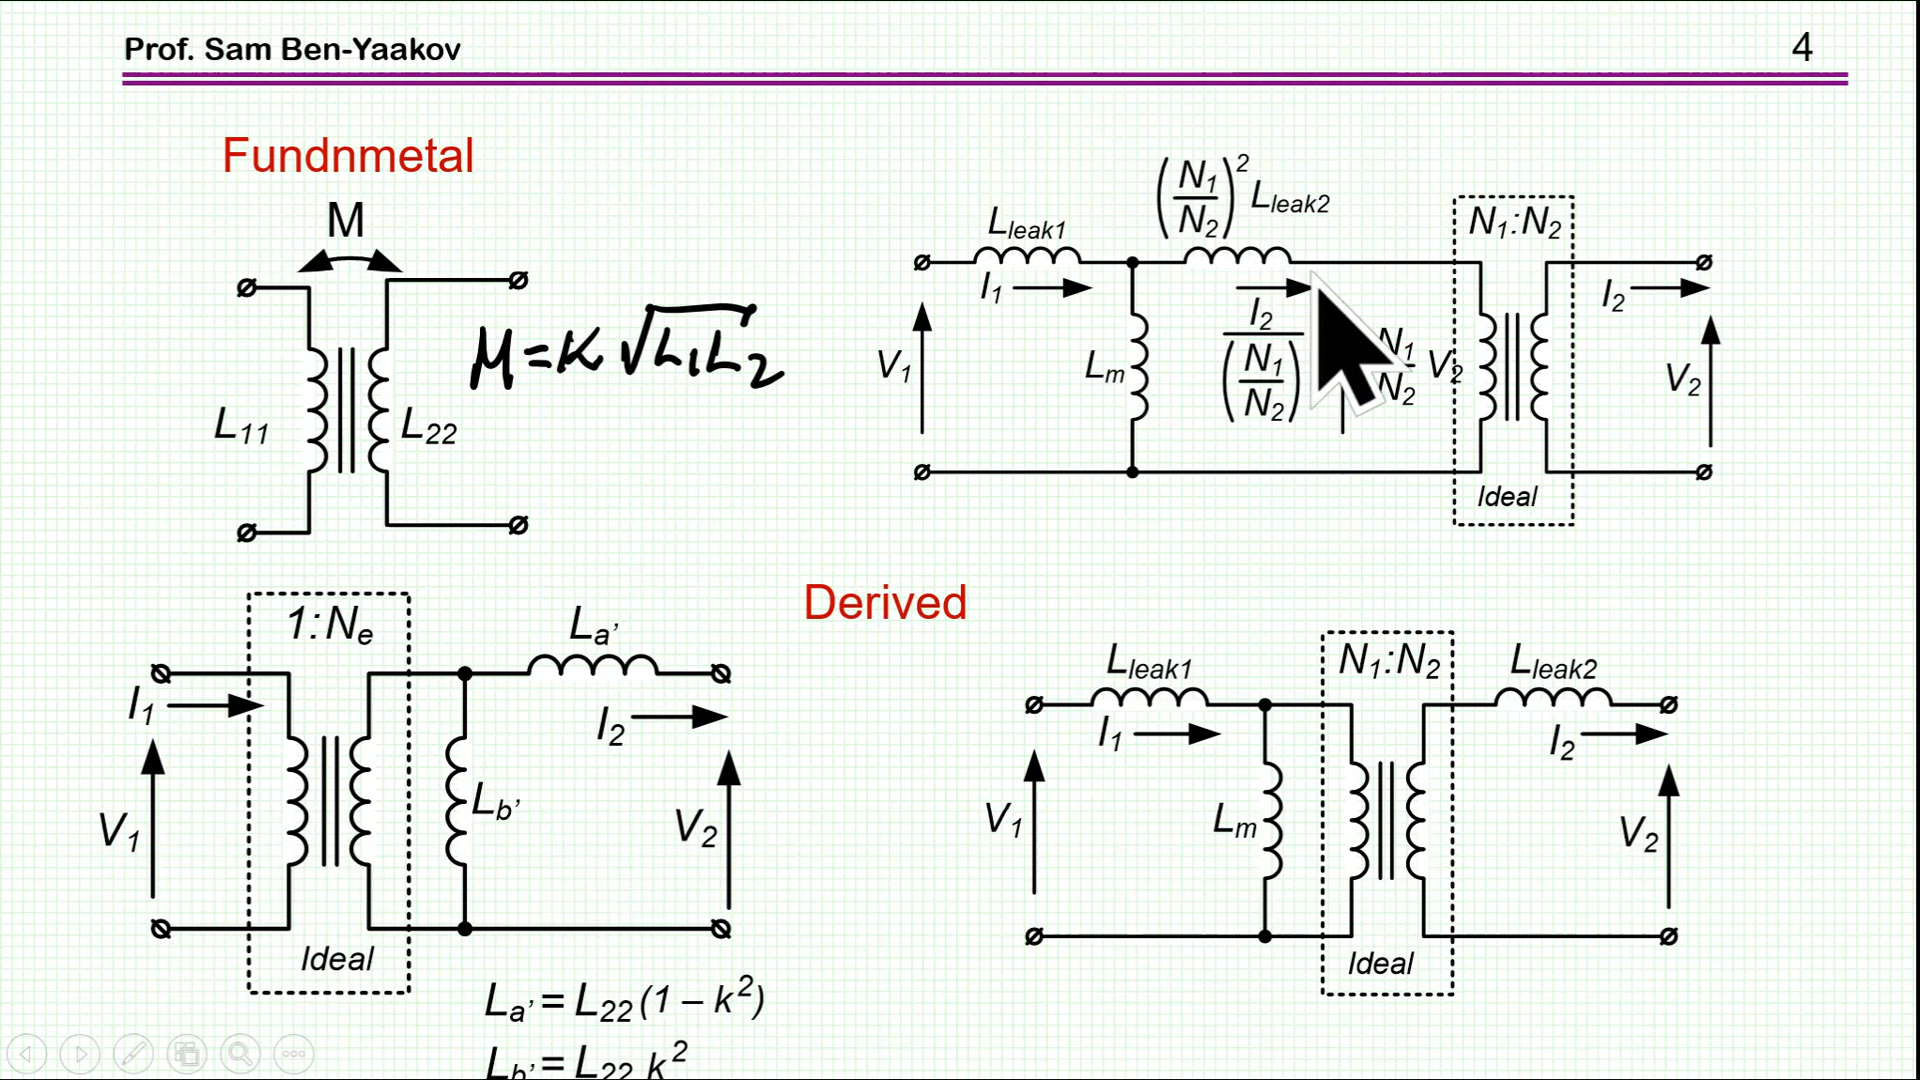 Prof. Sam Ben-Yaakov
4
Fundnmetal
M
L11
L22
M = K √L1L2
(N1/N2)² Lleak2
Lleak1
N1:N2
I1
I2/(N1/N2)
I2
V1
Lm
N1/N2 V2
V2
Ideal
Derived
1:Ne
La'
I1
I2
V1
Lb'
V2
Ideal
La' = L22 (1 – k²)
Lb' = L22 k²
Lleak1
N1:N2
Lleak2
I1
I2
V1
Lm
V2
Ideal